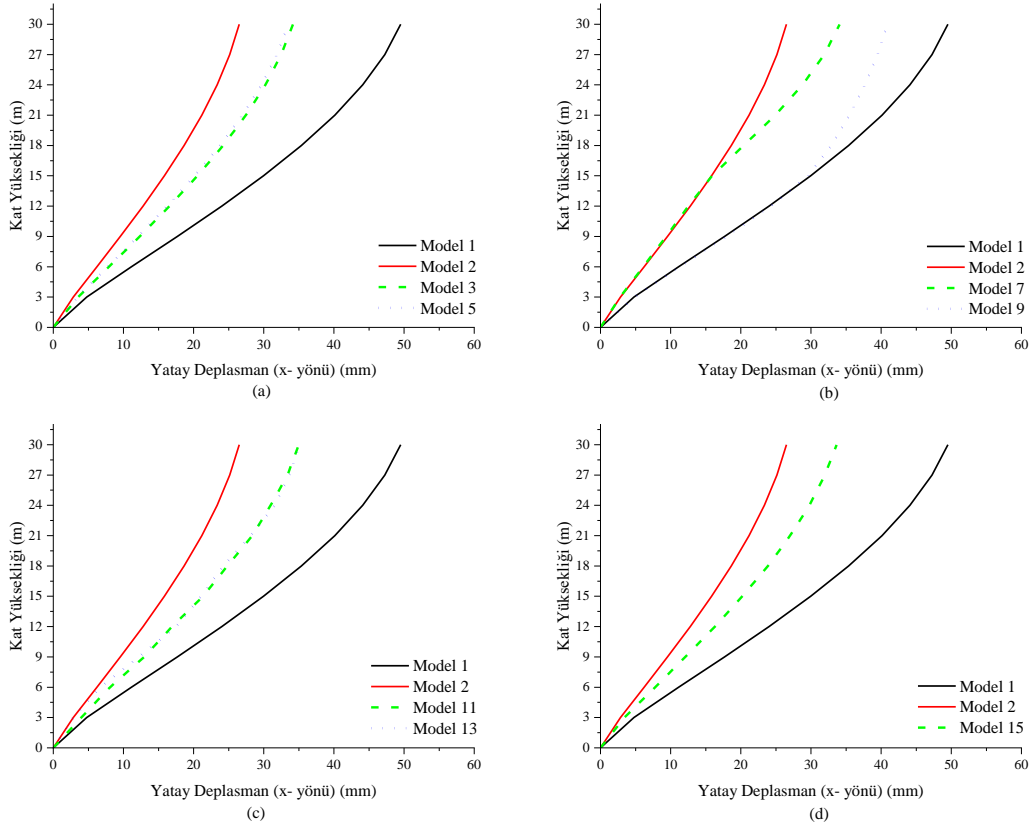 30
27
24
21
18
15
12
9
6
3
0
Kat Yüksekliği (m)
Model 1
Model 2
Model 3
Model 5
0 10 20 30 40 50 60
Yatay Deplasman (x- yönü) (mm)
(a)
30
27
24
21
18
15
12
9
6
3
0
Kat Yüksekliği (m)
Model 1
Model 2
Model 7
Model 9
0 10 20 30 40 50 60
Yatay Deplasman (x- yönü) (mm)
(b)
30
27
24
21
18
15
12
9
6
3
0
Kat Yüksekliği (m)
Model 1
Model 2
Model 11
Model 13
0 10 20 30 40 50 60
Yatay Deplasman (x- yönü) (mm)
(c)
30
27
24
21
18
15
12
9
6
3
0
Kat Yüksekliği (m)
Model 1
Model 2
Model 15
0 10 20 30 40 50 60
Yatay Deplasman (x- yönü) (mm)
(d)